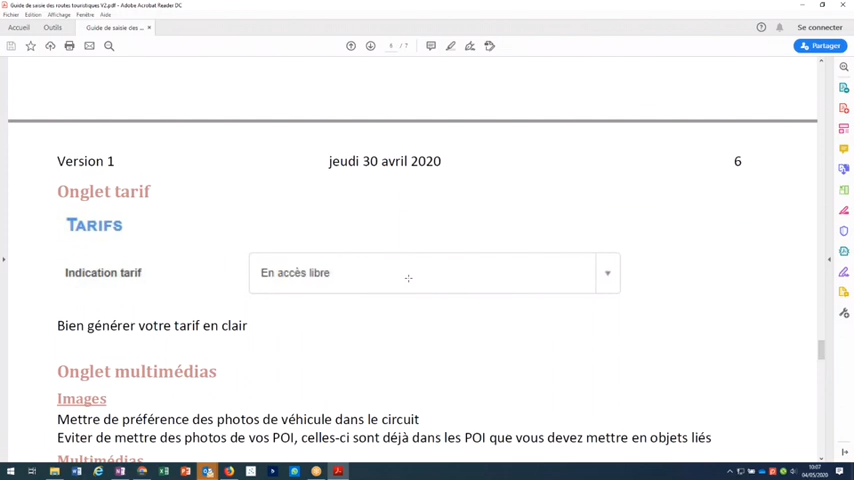 Guide de saisie des routes touristiques V2.pdf - Adobe Acrobat Reader DC
Fichier Edition Affichage Fenêtre Aide
Accueil Outils Guide de saisie des ... × Se connecter
6 / 7 Partager
Version 1 jeudi 30 avril 2020 6
Onglet tarif
TARIFS
Indication tarif En accès libre
Bien générer votre tarif en clair
Onglet multimédias
Images
Mettre de préférence des photos de véhicule dans le circuit
Eviter de mettre des photos de vos POI, celles-ci sont déjà dans les POI que vous devez mettre en objets liés
Multimédias
10:07
04/05/2020